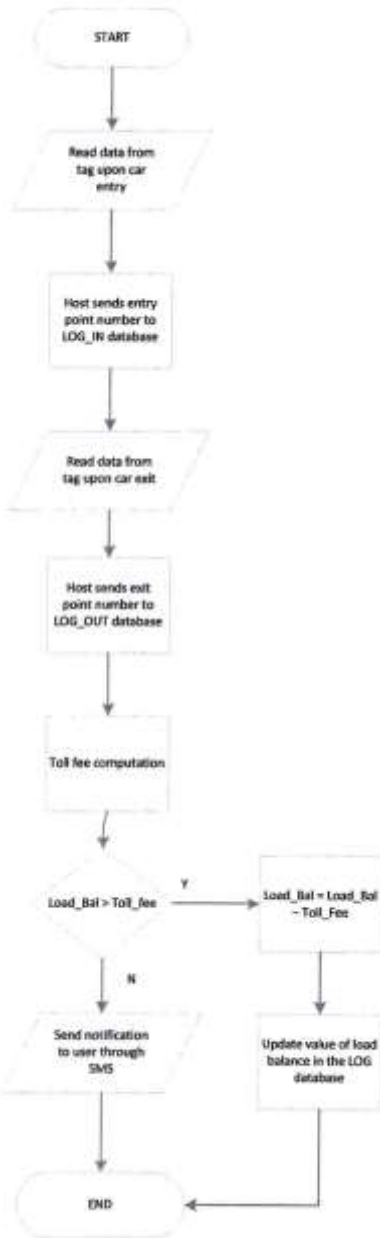 START
Read data from
tag upon car
entry
Host sends entry
point number to
LOG_IN database
Read data from
tag upon car exit
Host sends exit
point number to
LOG_OUT database
Toll fee computation
Load_Bal > Toll_fee
Y
Load_Bal = Load_Bal
– Toll_Fee
N
Send notification
to user through
SMS
Update value of load
balance in the LOG
database
END